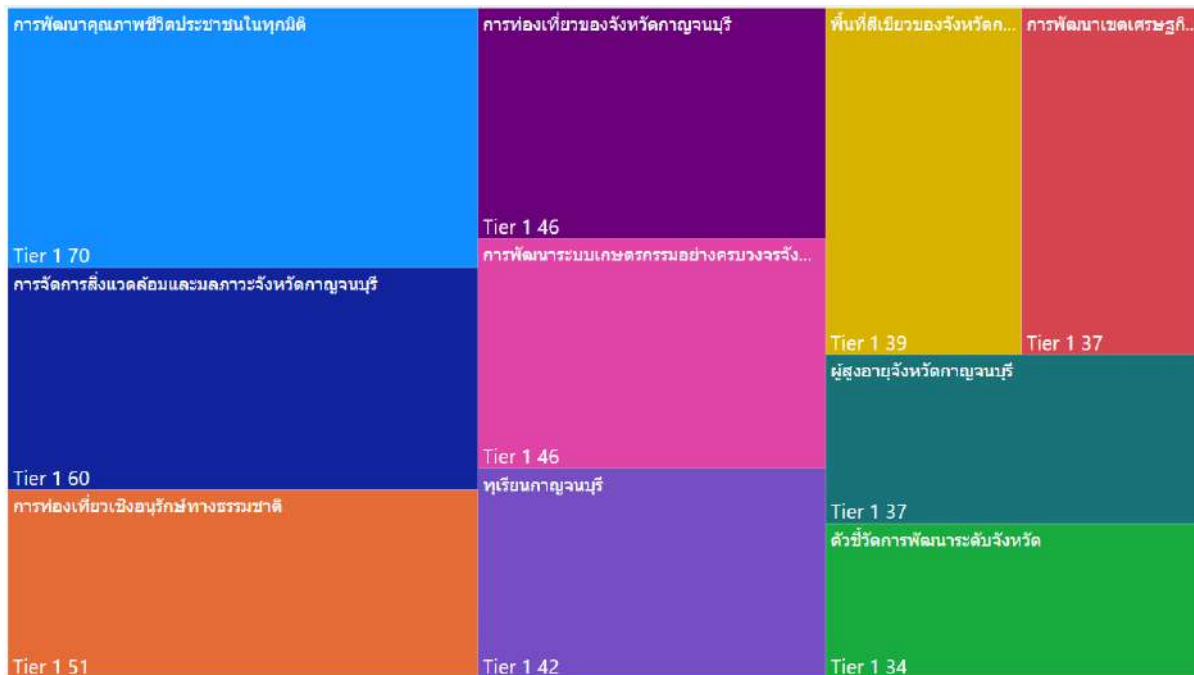 การพัฒนาคุณภาพชีวิตประชาชนในทุกมิติ
Tier 1 70
การจัดการสิ่งแวดล้อมและมลภาวะจังหวัดกาญจนบุรี
Tier 1 60
การท่องเที่ยวเชิงอนุรักษ์ทางธรรมชาติ
Tier 1 51
การท่องเที่ยวของจังหวัดกาญจนบุรี
Tier 1 46
การพัฒนาระบบเกษตรกรรมอย่างครบวงจรจัง...
Tier 1 46
ทุเรียนกาญจนบุรี
Tier 1 42
พื้นที่สีเขียวของจังหวัดก...
Tier 1 39
การพัฒนาเขตเศรษฐกิ...
Tier 1 37
ผู้สูงอายุจังหวัดกาญจนบุรี
Tier 1 37
ตัวชี้วัดการพัฒนาระดับจังหวัด
Tier 1 34